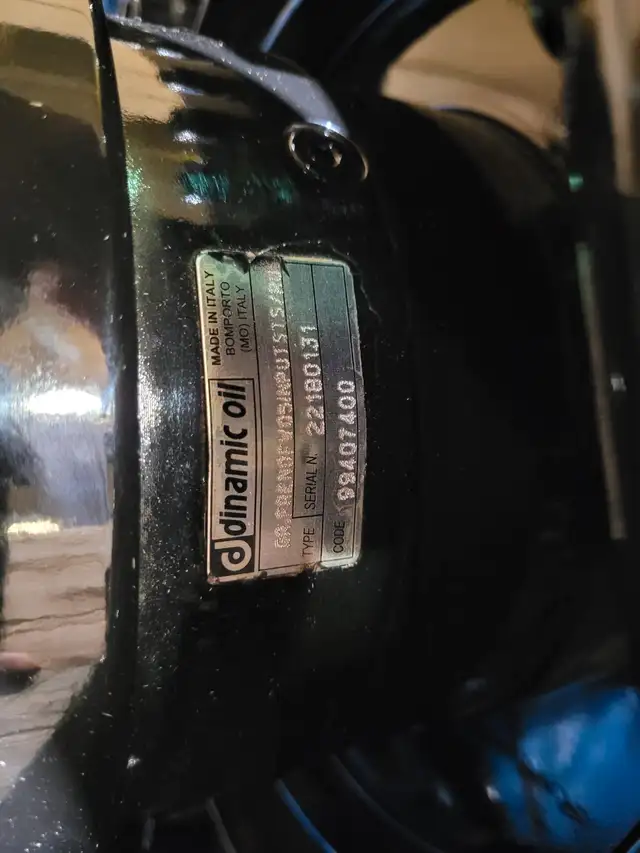 dinamic oil
MADE IN ITALY
BOMPORTO
(MO) ITALY
TYPE
SERIAL N. 22180131
CODE 99407400